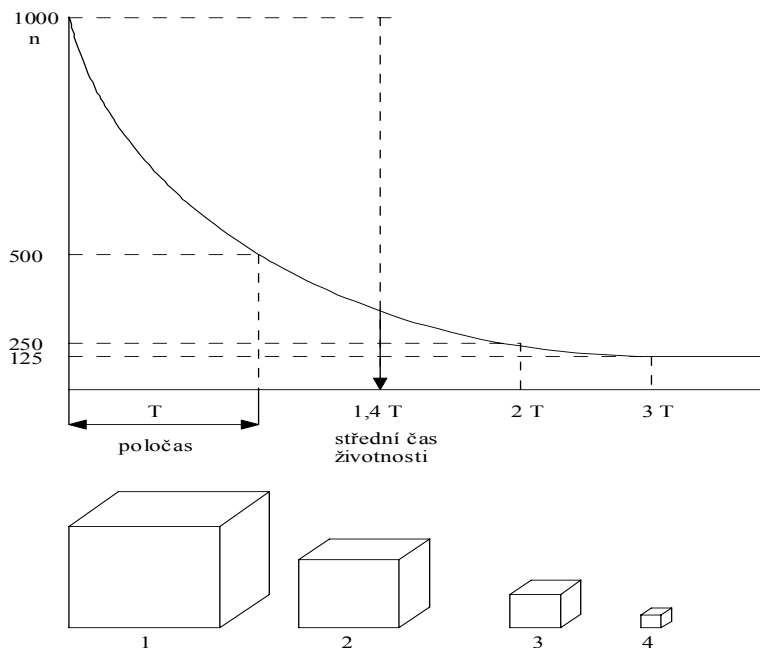 1000
n
500
250
125
T
1,4 T
2 T
3 T
poločas
střední čas
životnosti
1
2
3
4